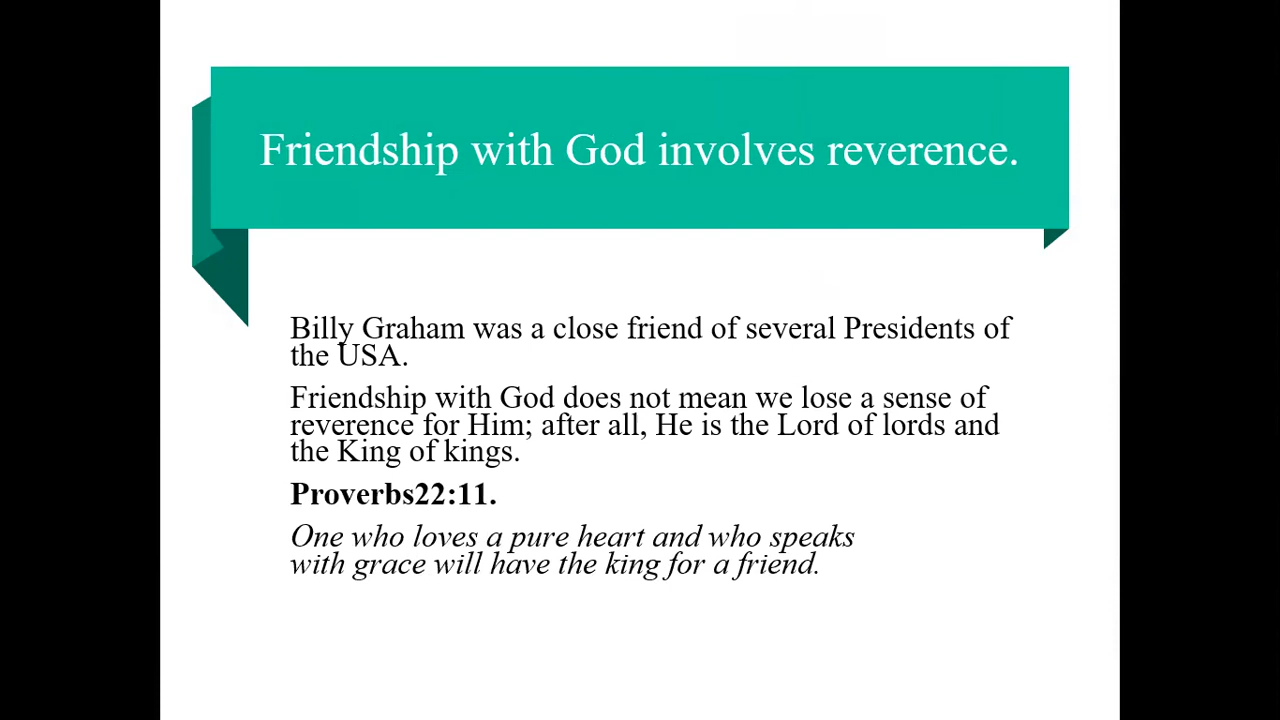 Friendship with God involves reverence.
Billy Graham was a close friend of several Presidents of
the USA.
Friendship with God does not mean we lose a sense of
reverence for Him; after all, He is the Lord of lords and
the King of kings.
Proverbs22:11.
One who loves a pure heart and who speaks
with grace will have the king for a friend.